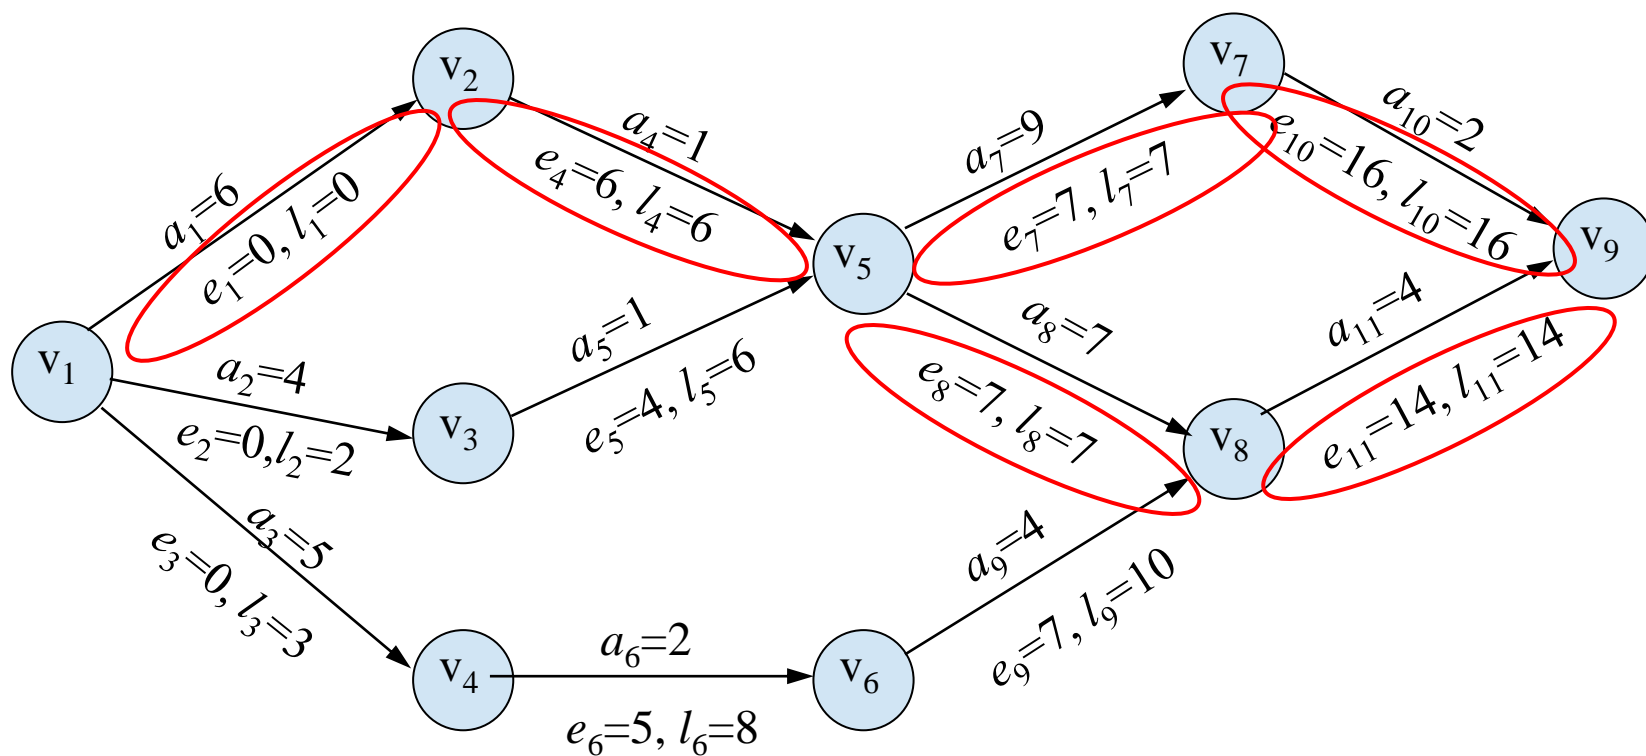 v2
v7
a10=2
a4=1
a7=9
e10=16, l10=16
a1=6
e4=6, l4=6
e7=7, l7=7
e1=0, l1=0
v5
v9
a8=7
a11=4
a5=1
v1
a2=4
e8=7, l8=7
e11=14, l11=14
e5=4, l5=6
v3
v8
e2=0,l2=2
a3=5
a9=4
e3=0, l3=3
e9=7, l9=10
a6=2
v4
v6
e6=5, l6=8